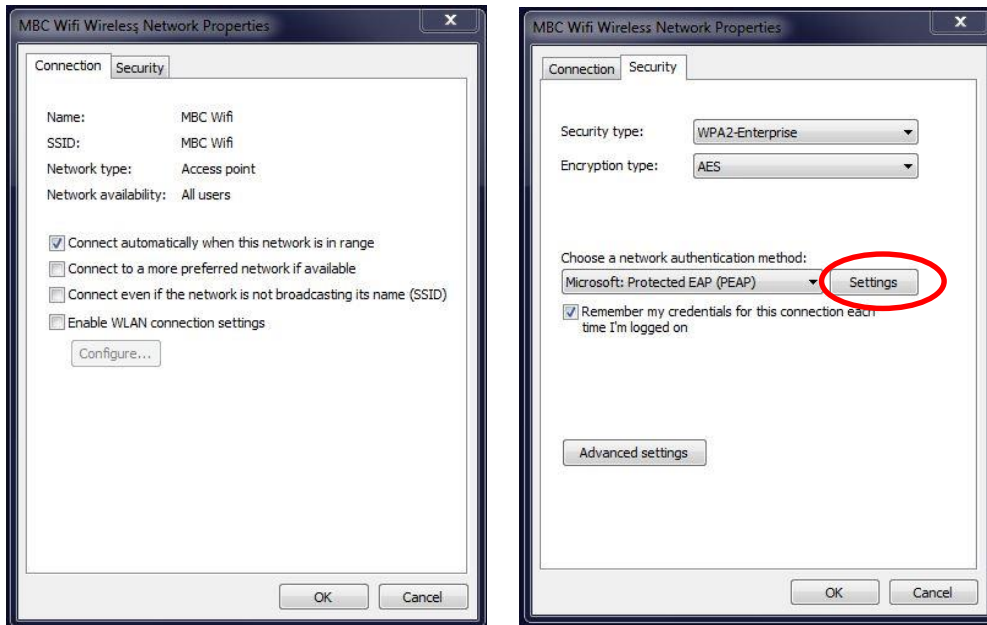 MBC Wifi Wireless Network Properties
x
Connection Security
Name: MBC Wifi
SSID: MBC Wifi
Network type: Access point
Network availability: All users
Connect automatically when this network is in range
Connect to a more preferred network if available
Connect even if the network is not broadcasting its name (SSID)
Enable WLAN connection settings
Configure...
OK Cancel
MBC Wifi Wireless Network Properties
x
Connection Security
Security type: WPA2-Enterprise
Encryption type: AES
Choose a network authentication method:
Microsoft: Protected EAP (PEAP) Settings
Remember my credentials for this connection each
time I'm logged on
Advanced settings
OK Cancel